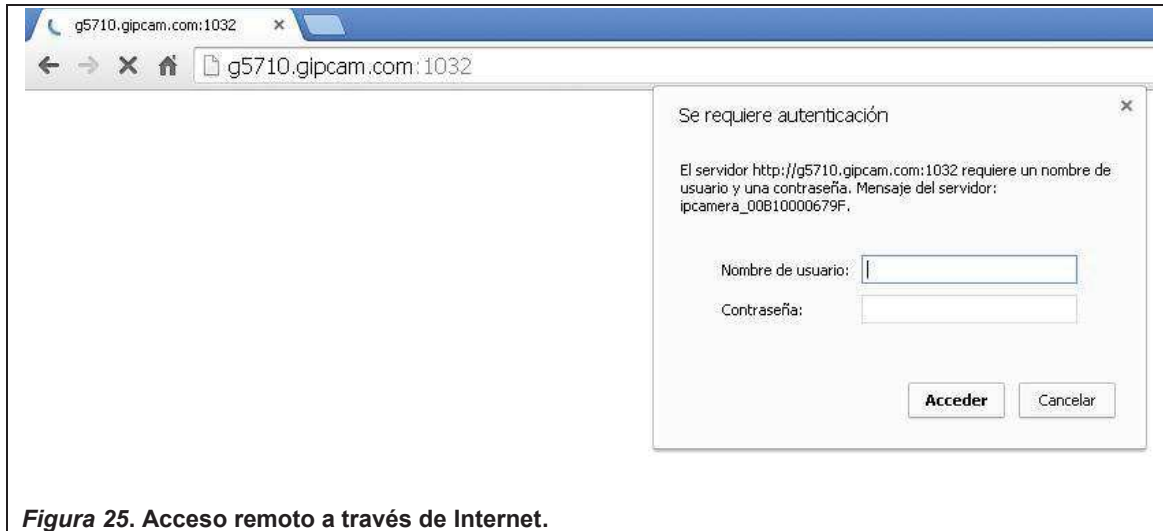 g5710.gipcam.com:1032
g5710.gipcam.com:1032
Se requiere autenticación
El servidor http://g5710.gipcam.com:1032 requiere un nombre de
usuario y una contraseña. Mensaje del servidor:
ipcamera_00B10000679F.
Nombre de usuario:
Contraseña:
Acceder Cancelar
Figura 25. Acceso remoto a través de Internet.